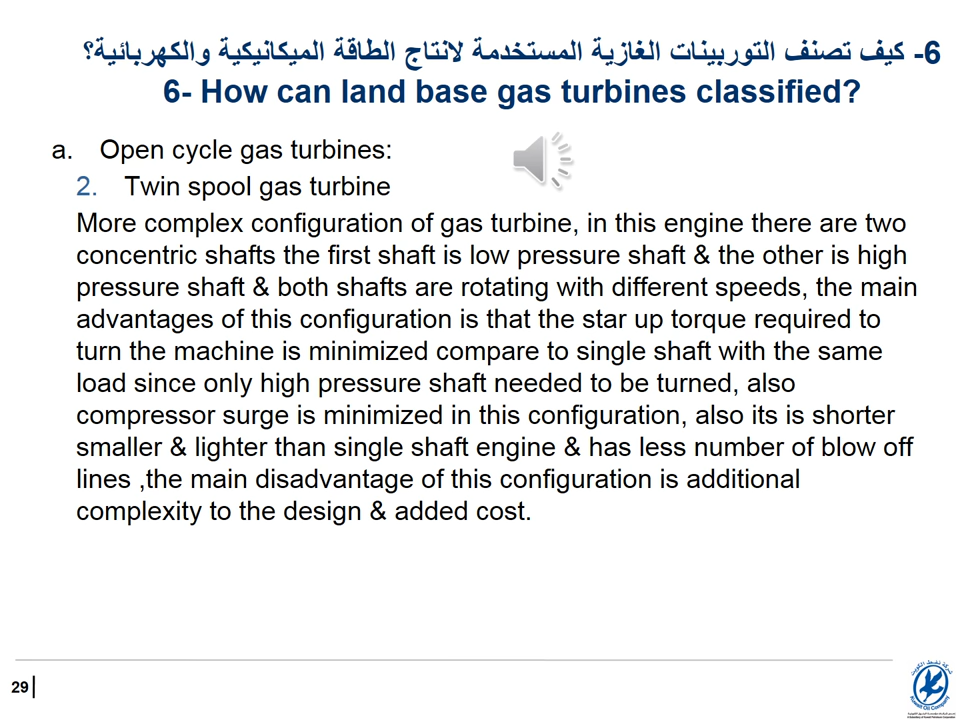 6- كيف تصنف التوربينات الغازية المستخدمة لانتاج الطاقة الميكانيكية والكهربائية؟
6- How can land base gas turbines classified?
a. Open cycle gas turbines:
2. Twin spool gas turbine
More complex configuration of gas turbine, in this engine there are two
concentric shafts the first shaft is low pressure shaft & the other is high
pressure shaft & both shafts are rotating with different speeds, the main
advantages of this configuration is that the star up torque required to
turn the machine is minimized compare to single shaft with the same
load since only high pressure shaft needed to be turned, also
compressor surge is minimized in this configuration, also its is shorter
smaller & lighter than single shaft engine & has less number of blow off
lines ,the main disadvantage of this configuration is additional
complexity to the design & added cost.
29
شركة نفط الكويت
Kuwait Oil Company